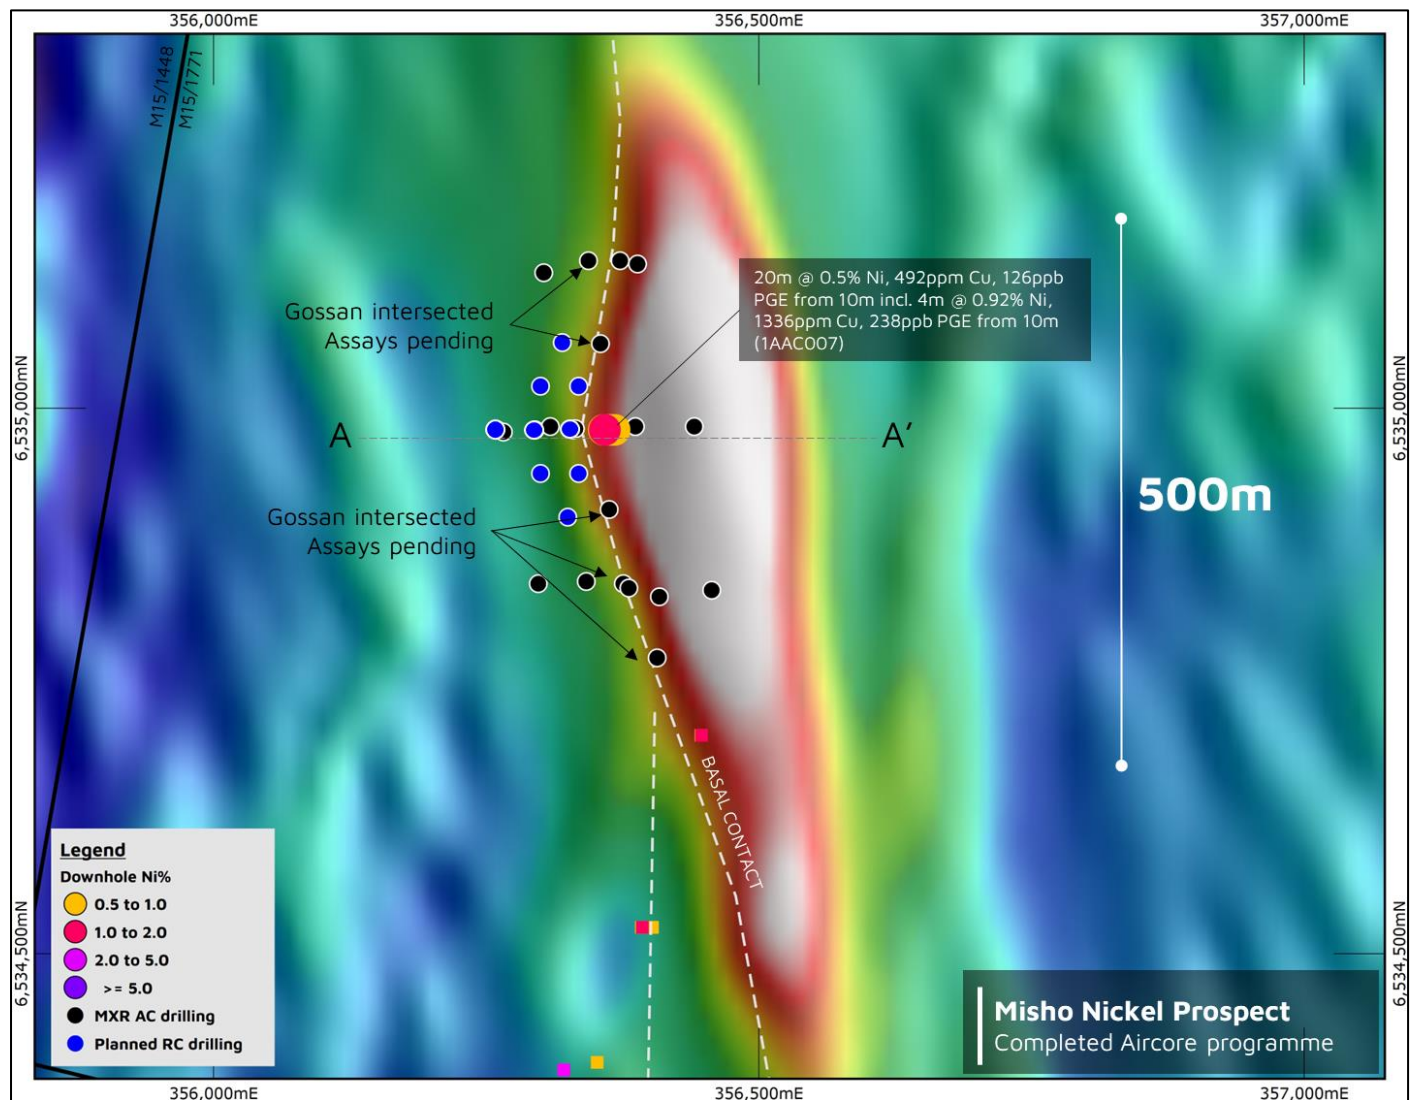 356,000mE
356,500mE
357,000mE
M15/1448
M15/1771
20m @ 0.5% Ni, 492ppm Cu, 126ppb
PGE from 10m incl. 4m @ 0.92% Ni,
1336ppm Cu, 238ppb PGE from 10m
(1AAC007)
Gossan intersected
Assays pending
6,535,000mN
6,535,000mN
A
A’
500m
Gossan intersected
Assays pending
BASAL CONTACT
Legend
Downhole Ni%
0.5 to 1.0
1.0 to 2.0
2.0 to 5.0
>= 5.0
MXR AC drilling
Planned RC drilling
6,534,500mN
6,534,500mN
Misho Nickel Prospect
Completed Aircore programme
356,000mE
356,500mE
357,000mE